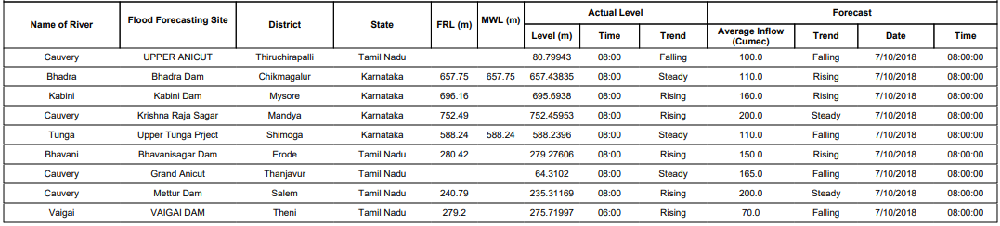 Name of River Flood Forecasting Site District State FRL (m) MWL (m) Actual Level Forecast
Level (m) Time Trend Average Inflow (Cumec) Trend Date Time
Cauvery UPPER ANICUT Thiruchirapalli Tamil Nadu 80.79943 08:00 Falling 100.0 Falling 7/10/2018 08:00:00
Bhadra Bhadra Dam Chikmagalur Karnataka 657.75 657.75 657.43835 08:00 Steady 110.0 Rising 7/10/2018 08:00:00
Kabini Kabini Dam Mysore Karnataka 696.16 695.6938 08:00 Rising 160.0 Rising 7/10/2018 08:00:00
Cauvery Krishna Raja Sagar Mandya Karnataka 752.49 752.45953 08:00 Rising 200.0 Steady 7/10/2018 08:00:00
Tunga Upper Tunga Prject Shimoga Karnataka 588.24 588.24 588.2396 08:00 Steady 110.0 Falling 7/10/2018 08:00:00
Bhavani Bhavanisagar Dam Erode Tamil Nadu 280.42 279.27606 08:00 Rising 150.0 Rising 7/10/2018 08:00:00
Cauvery Grand Anicut Thanjavur Tamil Nadu 64.3102 08:00 Steady 165.0 Falling 7/10/2018 08:00:00
Cauvery Mettur Dam Salem Tamil Nadu 240.79 235.31169 08:00 Rising 200.0 Steady 7/10/2018 08:00:00
Vaigai VAIGAI DAM Theni Tamil Nadu 279.2 275.71997 06:00 Rising 70.0 Falling 7/10/2018 08:00:00